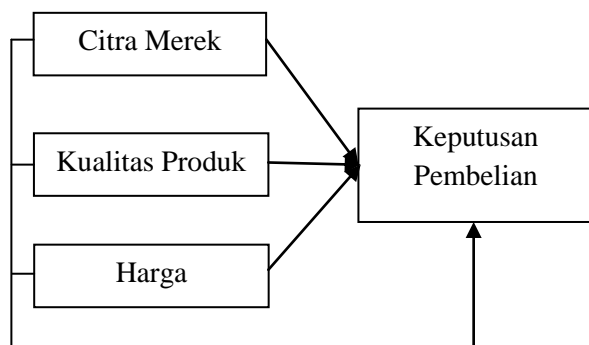 Citra Merek
Kualitas Produk
Harga
Keputusan
Pembelian